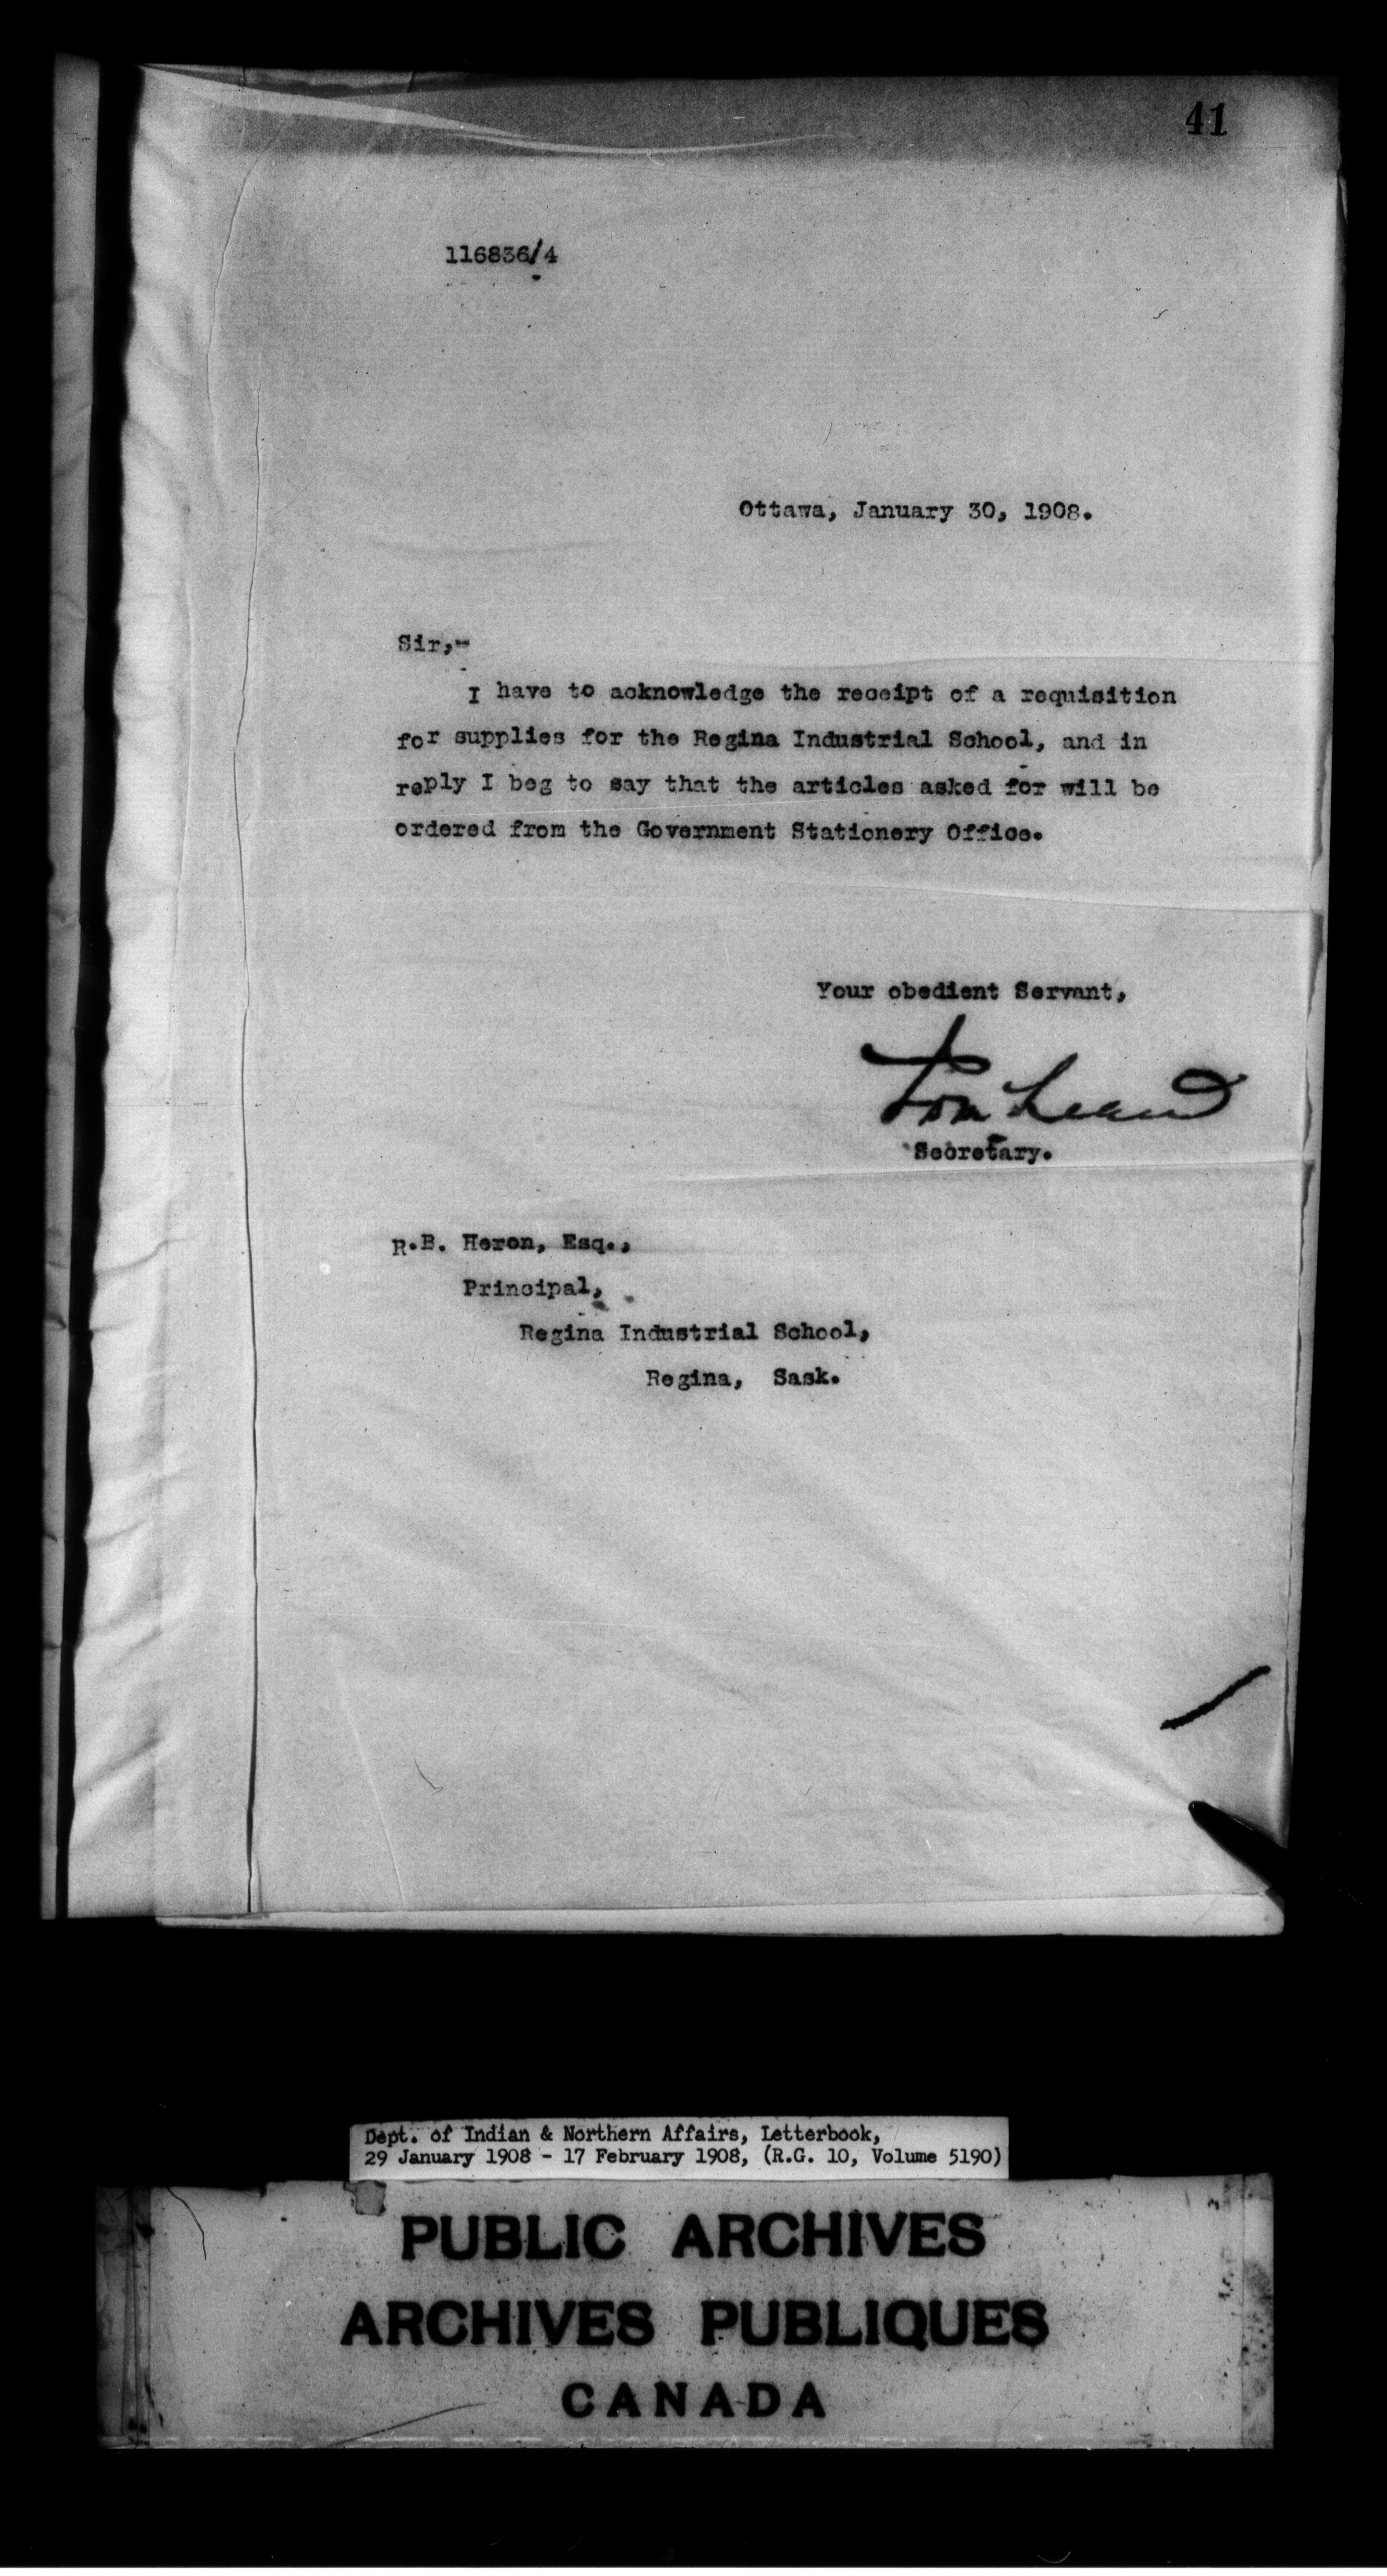 41
116836/4
Ottawa, January 30, 1908.
Sir,-
I have to acknowledge the receipt of a requisition
for supplies for the Regina Industrial School, and in
reply I beg to say that the articles asked for will be
ordered from the Government Stationery Office.
Your obedient Servant,
Secretary.
R.B. Heron, Esq.,
Principal,
Regina Industrial School,
Regina, Sask.
Dept. of Indian & Northern Affairs, Letterbook,
29 January 1908 - 17 February 1908, (R.G. 10, Volume 5190)
PUBLIC ARCHIVES
ARCHIVES PUBLIQUES
CANADA